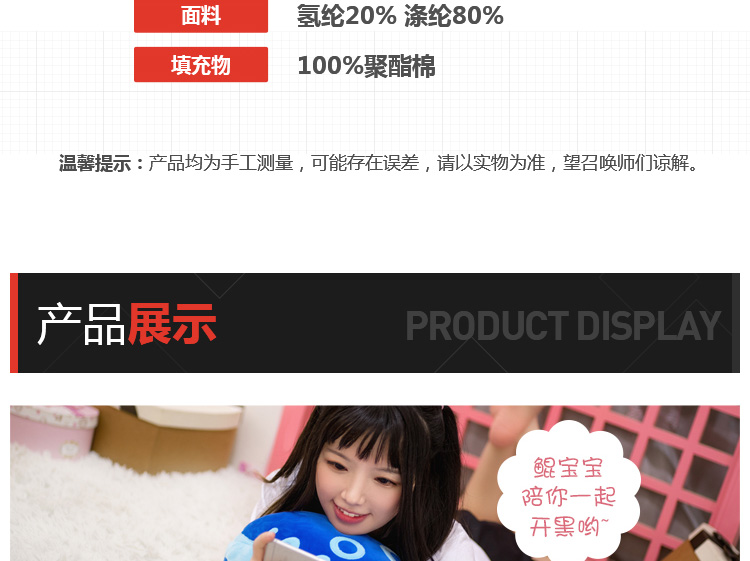 面料 氢纶20% 涤纶80%
填充物 100%聚酯棉
温馨提示：产品均为手工测量，可能存在误差，请以实物为准，望召唤师们谅解。
产品展示 PRODUCT DISPLAY
鲲宝宝
陪你一起
开黑哟~